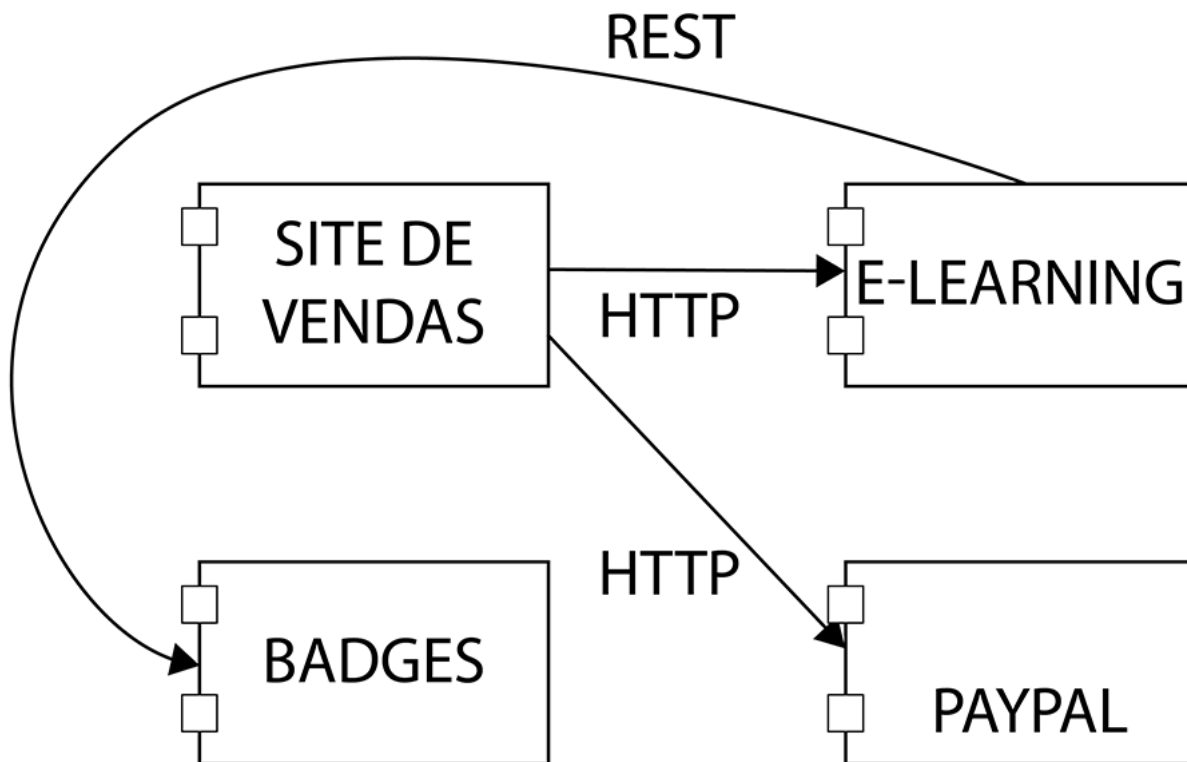 REST
SITE DE
VENDAS
HTTP
E-LEARNING
HTTP
BADGES
PAYPAL